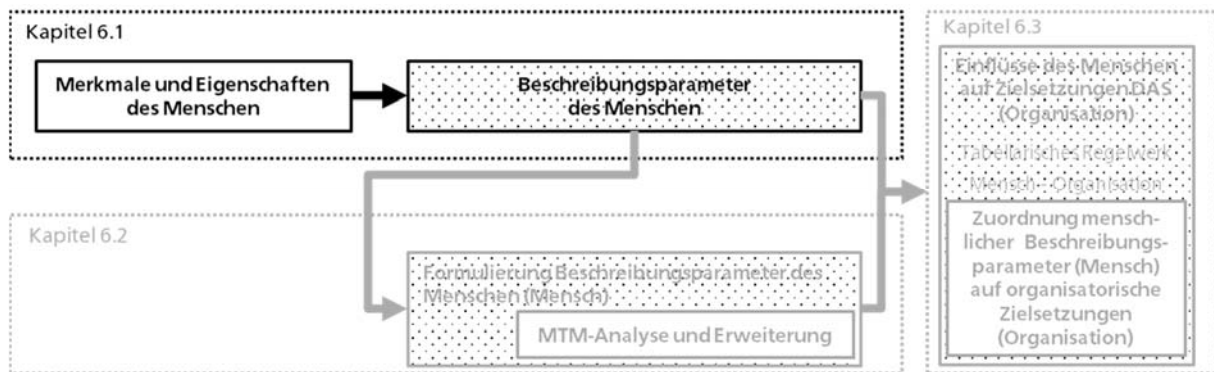 Kapitel 6.1
Merkmale und Eigenschaften
des Menschen
Beschreibungsparameter
des Menschen
Kapitel 6.2
Formulierung Beschreibungsparameter des
Menschen (Mensch)
MTM-Analyse und Erweiterung
Kapitel 6.3
Einflüsse des Menschen
auf Zielsetzungen DAS
(Organisation)
Tabellarisches Regelwerk
Mensch - Organisation
Zuordnung mensch-
licher Beschreibungs-
parameter (Mensch)
auf organisatorische
Zielsetzungen
(Organisation)